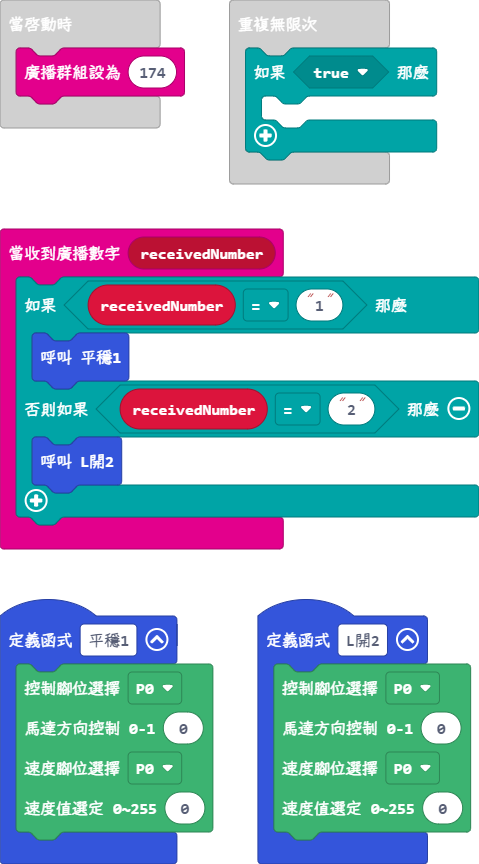 當啓動時
廣播群組設為 174
重複無限次
如果 true 那麼
當收到廣播數字 receivedNumber
如果 receivedNumber = "1" 那麼
呼叫 平穩1
否則如果 receivedNumber = "2" 那麼
呼叫 L開2
定義函式 平穩1
控制腳位選擇 P0
馬達方向控制 0-1 0
速度腳位選擇 P0
速度值選定 0~255 0
定義函式 L開2
控制腳位選擇 P0
馬達方向控制 0-1 0
速度腳位選擇 P0
速度值選定 0~255 0